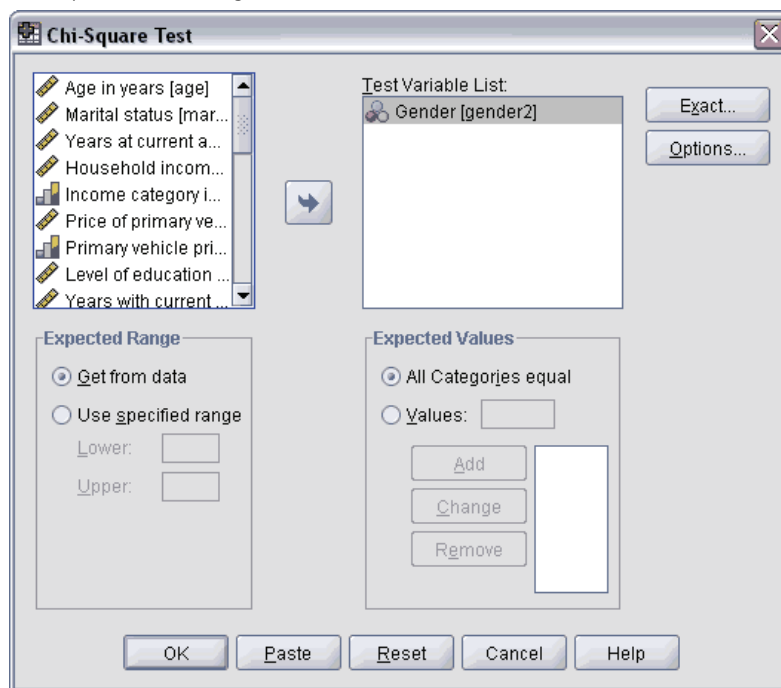 Chi-Square Test
Age in years [age]
Marital status [mar...
Years at current a...
Household incom...
Income category i...
Price of primary ve...
Primary vehicle pri...
Level of education ...
Years with current ...
Test Variable List:
Gender [gender2]
Exact...
Options...
Expected Range
Get from data
Use specified range
Lower:
Upper:
Expected Values
All Categories equal
Values:
Add
Change
Remove
OK
Paste
Reset
Cancel
Help